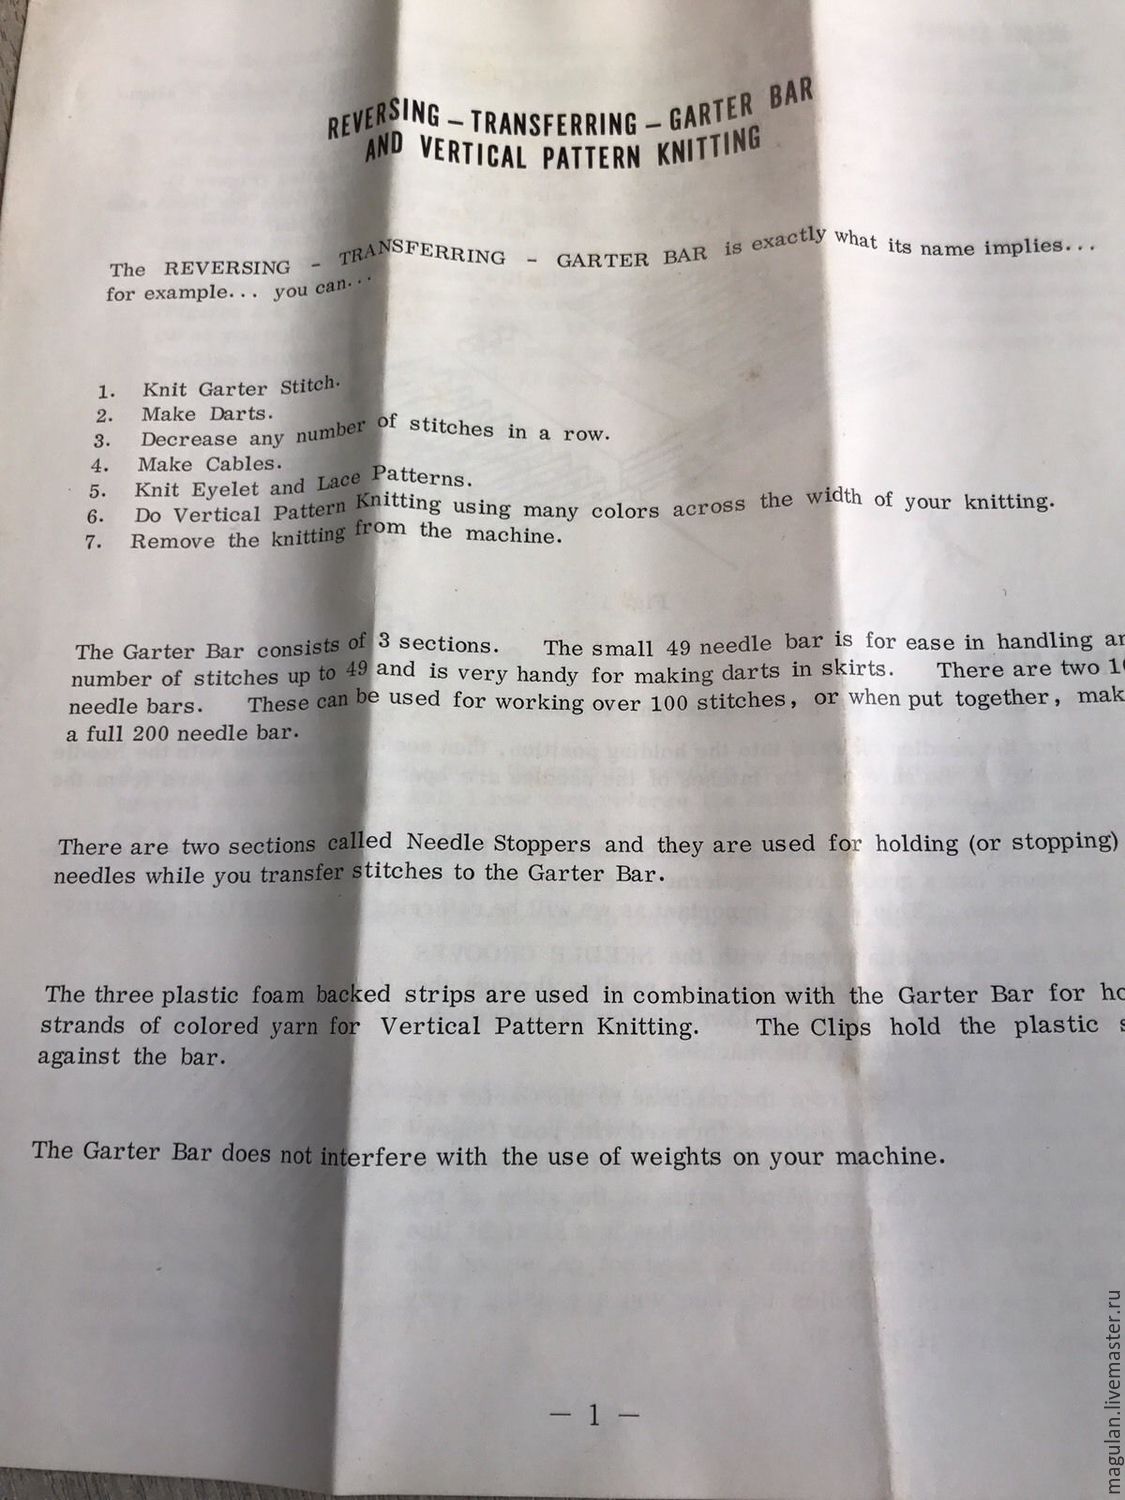 REVERSING — TRANSFERRING — GARTER BAR
AND VERTICAL PATTERN KNITTING
The REVERSING - TRANSFERRING - GARTER BAR is exactly what its name implies...
for example... you can...
1. Knit Garter Stitch.
2. Make Darts.
3. Decrease any number of stitches in a row.
4. Make Cables.
5. Knit Eyelet and Lace Patterns.
6. Do Vertical Pattern Knitting using many colors across the width of your knitting.
7. Remove the knitting from the machine.
The Garter Bar consists of 3 sections. The small 49 needle bar is for ease in handling
number of stitches up to 49 and is very handy for making darts in skirts. There are two
needle bars. These can be used for working over 100 stitches, or when put together,
a full 200 needle bar.
There are two sections called Needle Stoppers and they are used for holding (or stopping)
needles while you transfer stitches to the Garter Bar.
The three plastic foam backed strips are used in combination with the Garter Bar for
strands of colored yarn for Vertical Pattern Knitting. The Clips hold the plastic
against the bar.
The Garter Bar does not interfere with the use of weights on your machine.
— 1 —
magulan.livemaster.ru